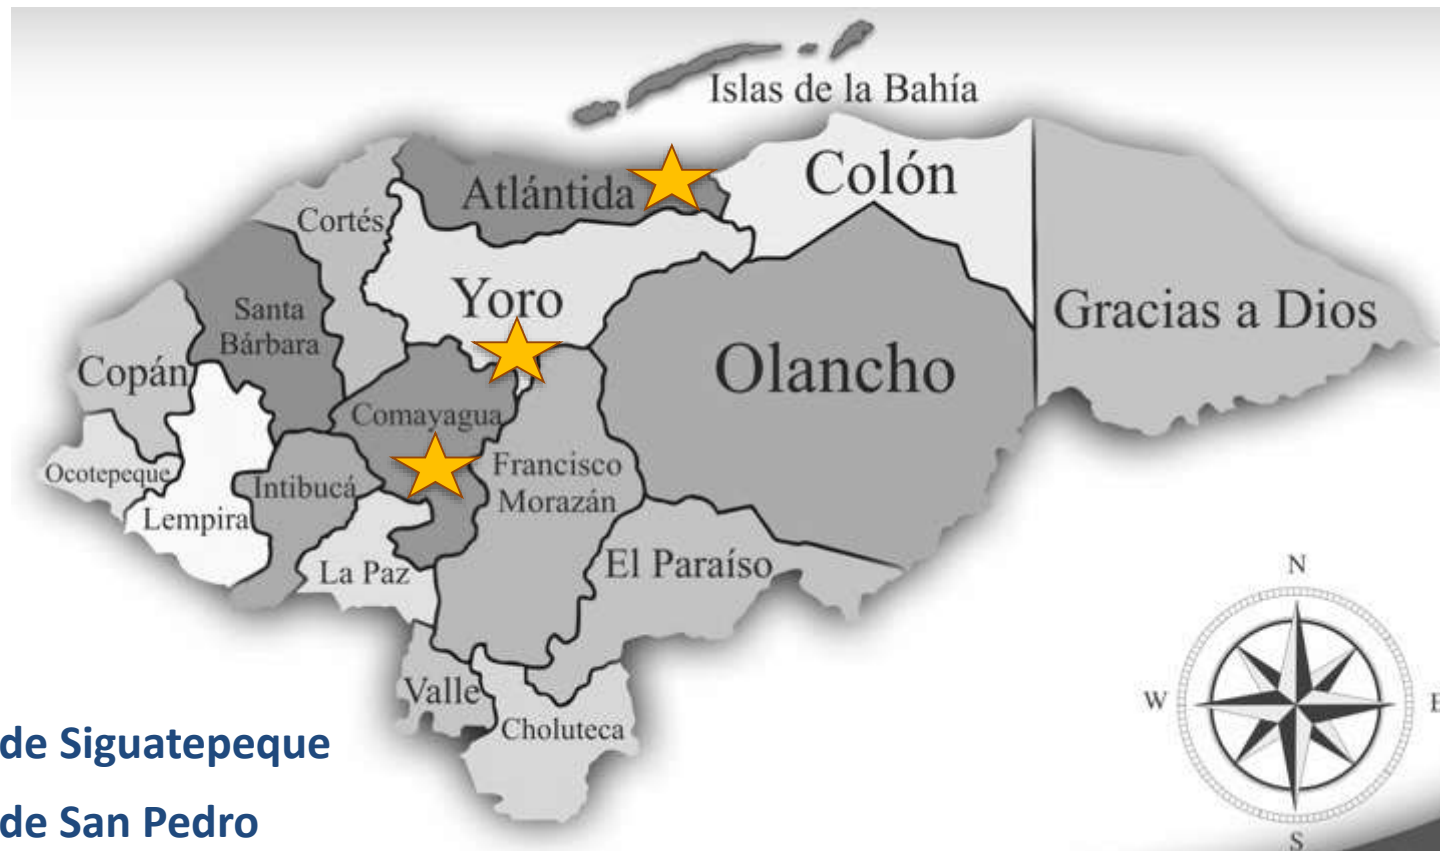 Islas de la Bahía
Colón
Atlántida
Cortés
Yoro
Gracias a Dios
Santa
Bárbara
Olancho
Copán
Comayagua
Ocotepeque
Francisco
Morazán
Intibucá
Lempira
La Paz
El Paraíso
Valle
Choluteca
N
W
E
S
de Siguatepeque
de San Pedro